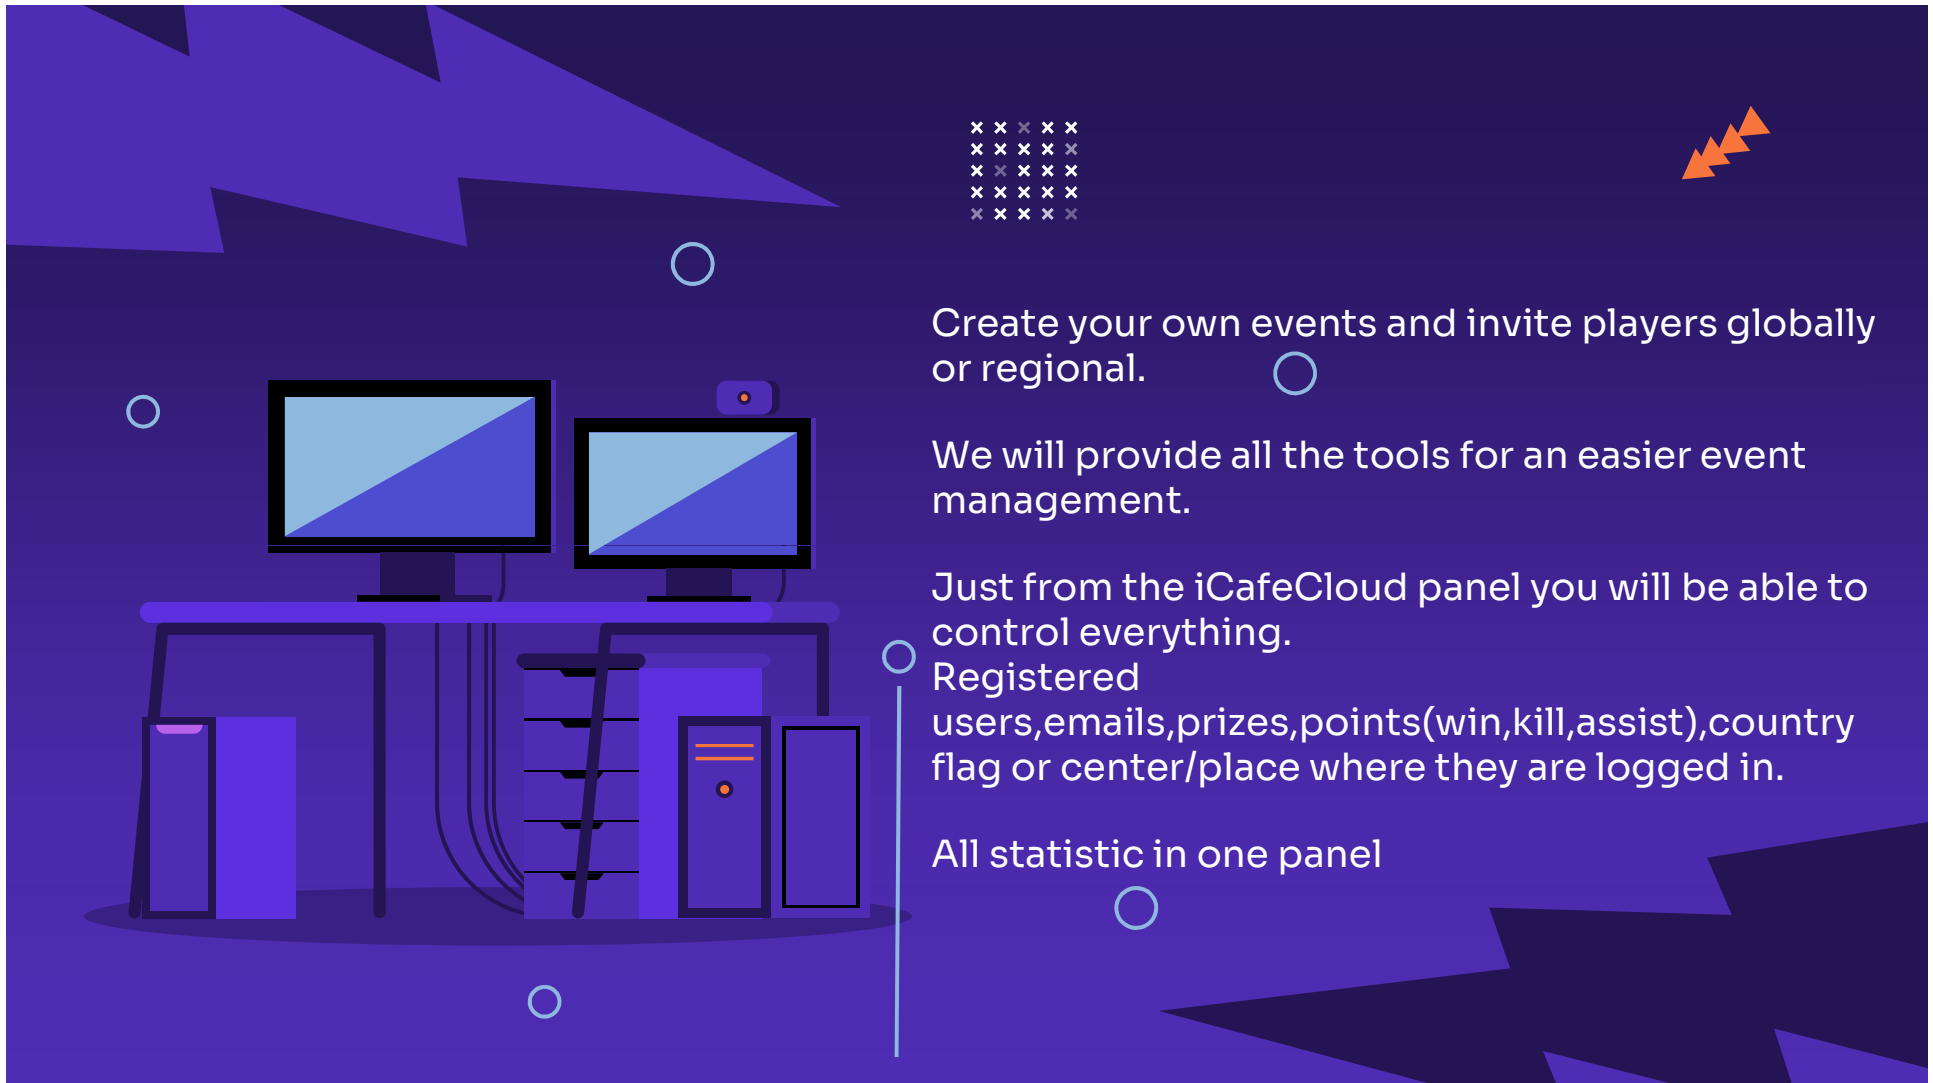 Create your own events and invite players globally
or regional.
We will provide all the tools for an easier event
management.
Just from the iCafeCloud panel you will be able to
control everything.
Registered
users,emails,prizes,points(win,kill,assist),country
flag or center/place where they are logged in.
All statistic in one panel